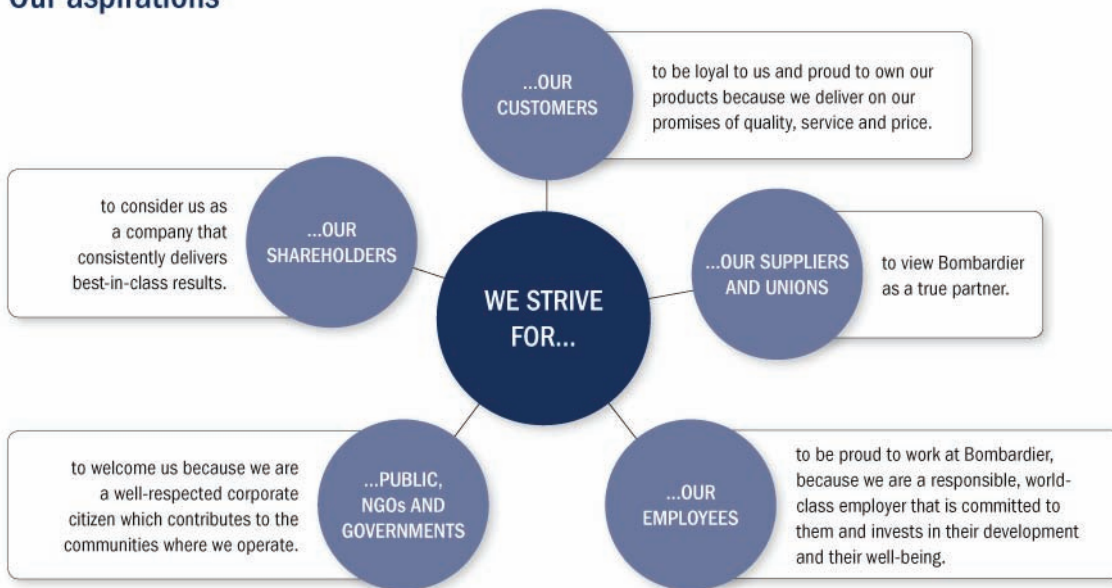 Our aspirations
...OUR
CUSTOMERS
to be loyal to us and proud to own our
products because we deliver on our
promises of quality, service and price.
to consider us as
a company that
consistently delivers
best-in-class results.
...OUR
SHAREHOLDERS
...OUR SUPPLIERS
AND UNIONS
to view Bombardier
as a true partner.
WE STRIVE
FOR...
to welcome us because we are
a well-respected corporate
citizen which contributes to the
communities where we operate.
...PUBLIC,
NGOs AND
GOVERNMENTS
...OUR
EMPLOYEES
to be proud to work at Bombardier,
because we are a responsible, world-
class employer that is committed to
them and invests in their development
and their well-being.